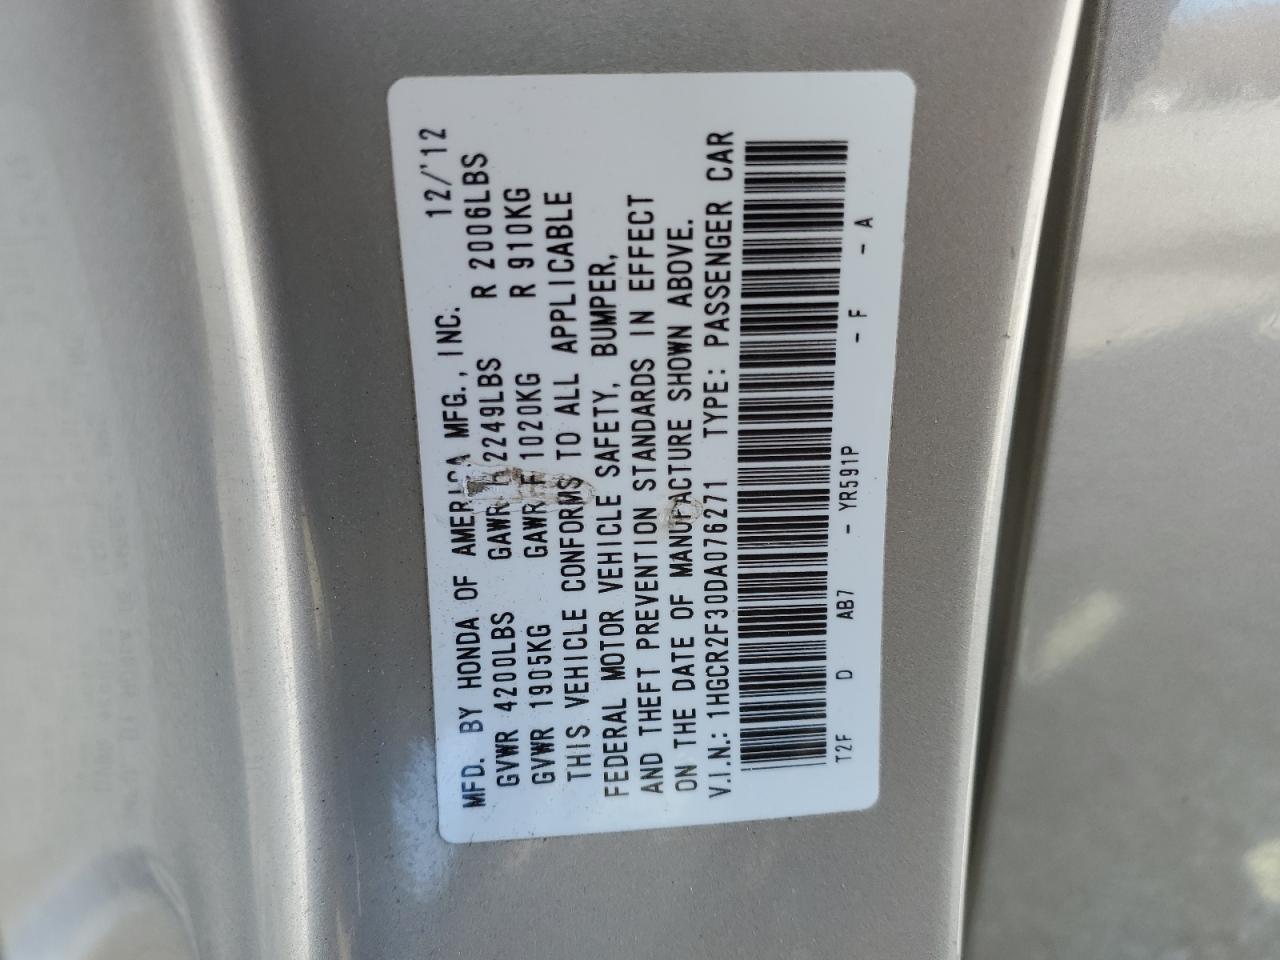 MFD. BY HONDA OF AMERICA MFG., INC. 12/'12
GVWR 4200LBS GAWR F 2249LBS R 2006LBS
GVWR 1905KG GAWR F 1020KG R 910KG
THIS VEHICLE CONFORMS TO ALL APPLICABLE
FEDERAL MOTOR VEHICLE SAFETY, BUMPER,
AND THEFT PREVENTION STANDARDS IN EFFECT
ON THE DATE OF MANUFACTURE SHOWN ABOVE.
V.I.N.: 1HGCR2F30DA076271 TYPE: PASSENGER CAR
T2F D AB7 - YR591P - F - A